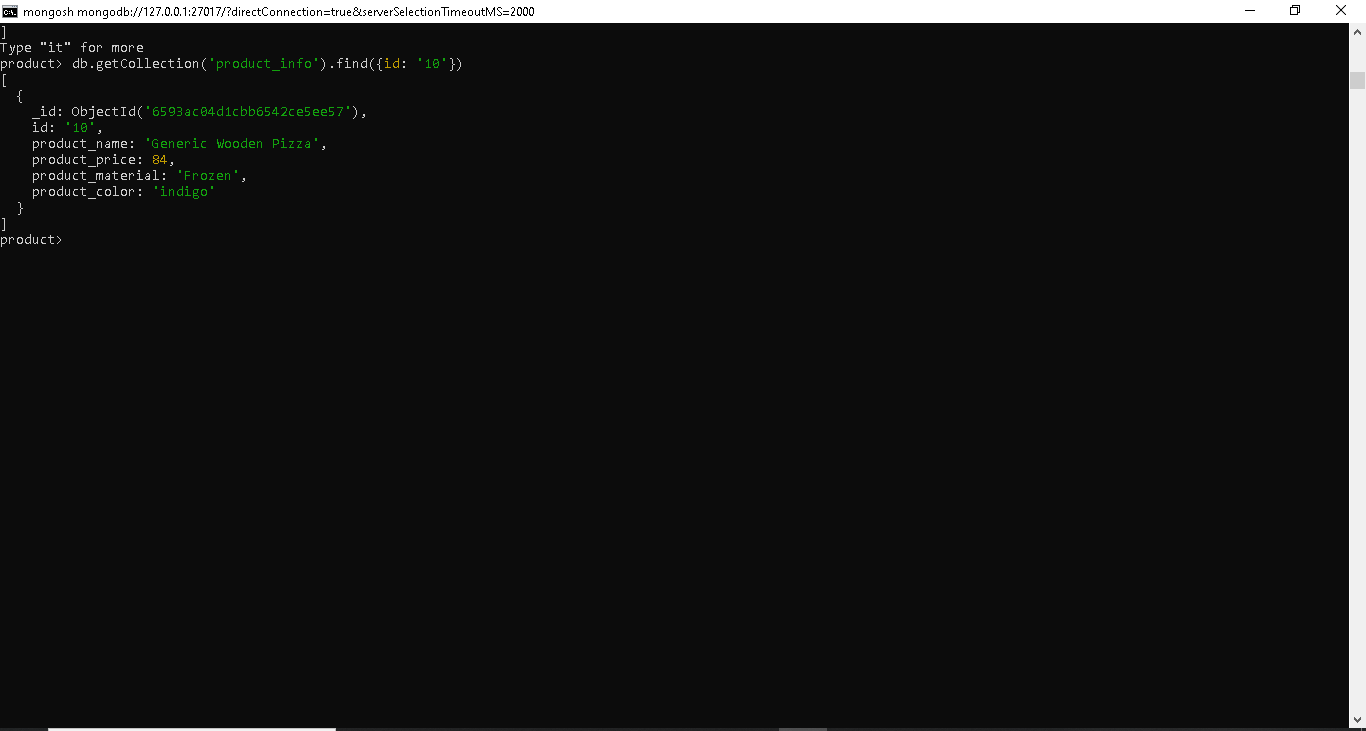 mongosh mongodb://127.0.0.1:27017/?directConnection=true&serverSelectionTimeoutMS=2000
]
Type "it" for more
product> db.getCollection('product_info').find({id: '10'})
[
  {
    _id: ObjectId('6593ac04d1cbb6542ce5ee57'),
    id: '10',
    product_name: 'Generic Wooden Pizza',
    product_price: 84,
    product_material: 'Frozen',
    product_color: 'indigo'
  }
]
product>